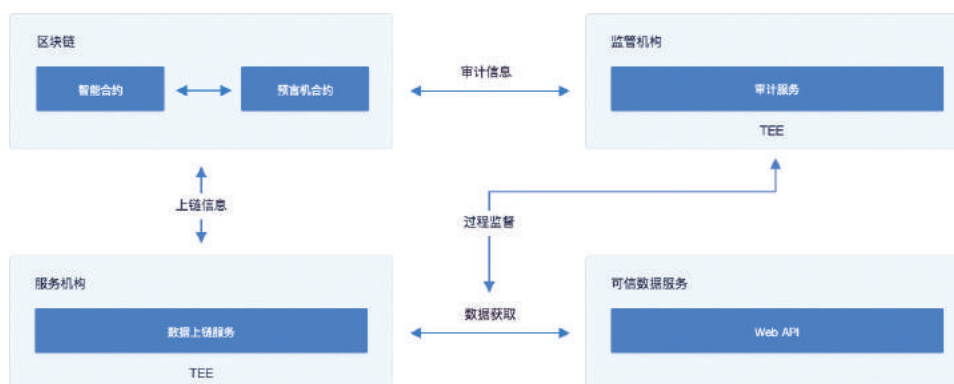 区块链
监管机构
智能合约
预言机合约
审计信息
审计服务
TEE
上链信息
过程监督
服务机构
可信数据服务
数据上链服务
数据获取
Web API
TEE